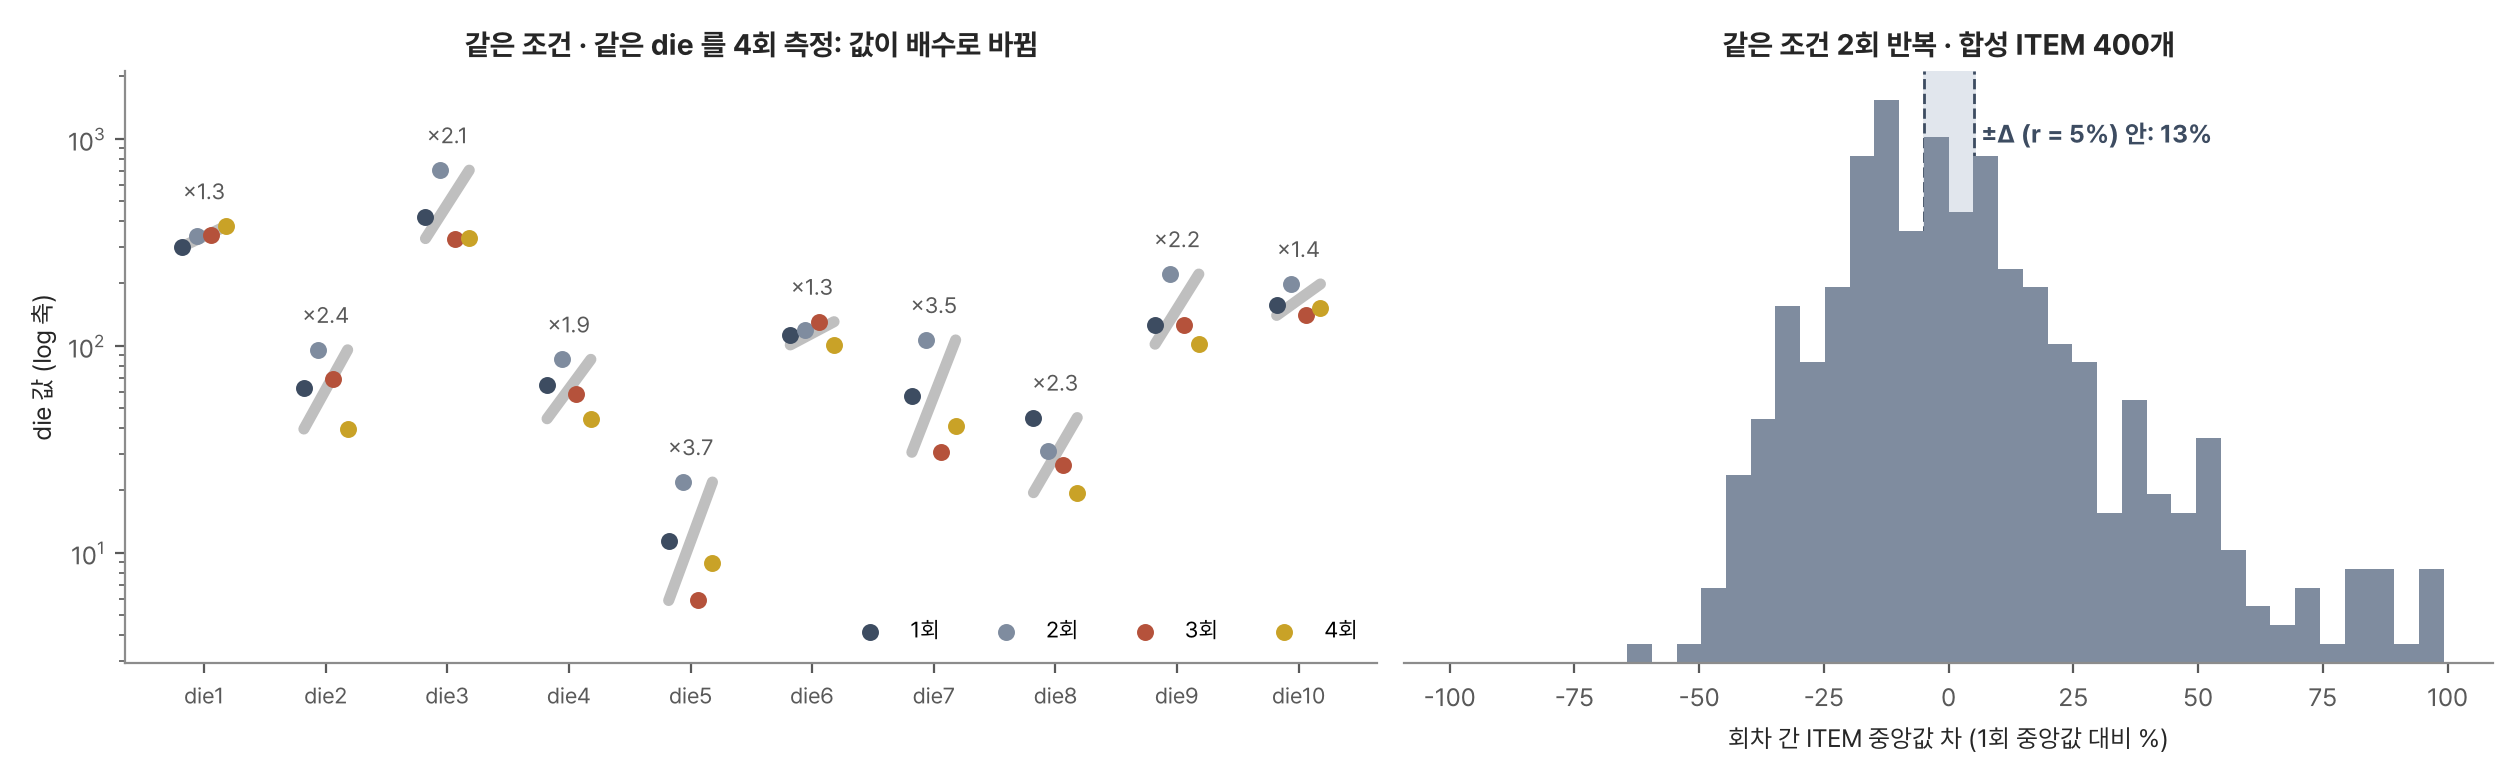 같은 조건 · 같은 die 를 4회 측정: 값이 배수로 바뀜
die 값 (log 축)
10³
10²
10¹
×1.3
×2.4
×2.1
×1.9
×3.7
×1.3
×3.5
×2.3
×2.2
×1.4
1회 2회 3회 4회
die1 die2 die3 die4 die5 die6 die7 die8 die9 die10
같은 조건 2회 반복 · 합성 ITEM 400개
±Δ (r = 5%) 안: 13%
-100 -75 -50 -25 0 25 50 75 100
회차 간 ITEM 중앙값 차 (1회 중앙값 대비 %)